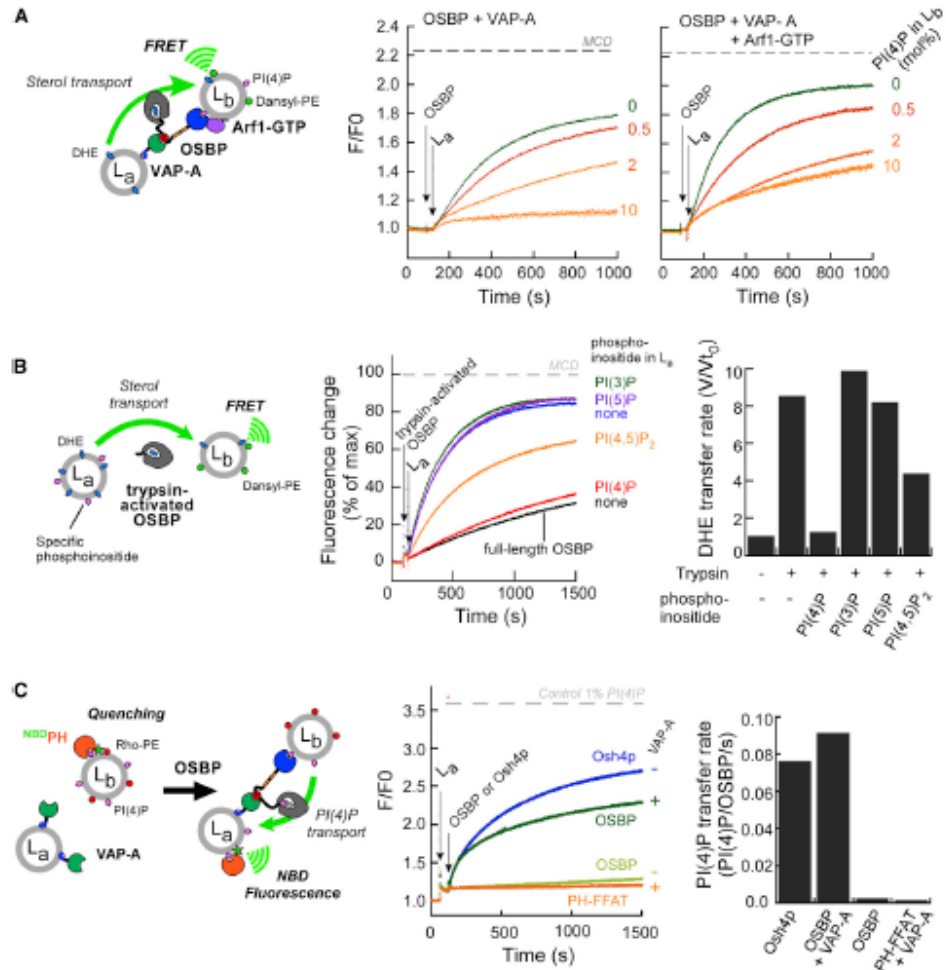 A
FRET
Sterol transport
Lb
PI(4)P
Dansyl-PE
Arf1-GTP
OSBP
DHE
VAP-A
La
OSBP + VAP-A
MCD
2.4
2.2
2.0
1.8
1.6
1.4
1.2
1.0
F/F0
OSBP
La
0
0.5
2
10
0 200 400 600 800 1000
Time (s)
OSBP + VAP- A
+ Arf1-GTP
OSBP
La
PI(4)P in Lb
(mol%)
0
0.5
2
10
0 200 400 600 800 1000
Time (s)
B
Sterol
transport
FRET
DHE
La
Lb
trypsin-
activated
OSBP
Dansyl-PE
Specific
phosphoinositide
phospho-
inositide in La
MCD
100
80
60
40
20
0
Fluorescence change
(% of max)
trypsin-activated
OSBP
La
PI(3)P
PI(5)P
none
PI(4,5)P2
PI(4)P
none
full-length OSBP
0 500 1000 1500
Time (s)
DHE transfer rate (V/Vt0)
10
8
6
4
2
0
Trypsin - + + + + +
phospho-
inositide
- - PI(4)P PI(3)P PI(5)P PI(4,5)P2
C
Quenching
NBDPH
Rho-PE
Lb
PI(4)P
La
VAP-A
OSBP
Lb
La
PI(4)P
transport
NBD
Fluorescence
Control 1% PI(4)P
3.5
3.0
2.5
2.0
1.5
1.0
F/F0
La
OSBP or Osh4p
VAP-A
Osh4p -
OSBP +
OSBP -
PH-FFAT +
0 500 1000 1500
Time (s)
PI(4)P transfer rate
(PI(4)P/OSBP/s)
0.10
0.08
0.06
0.04
0.02
0.0
Osh4p
OSBP
+ VAP-A
OSBP
PH-FFAT
+ VAP-A